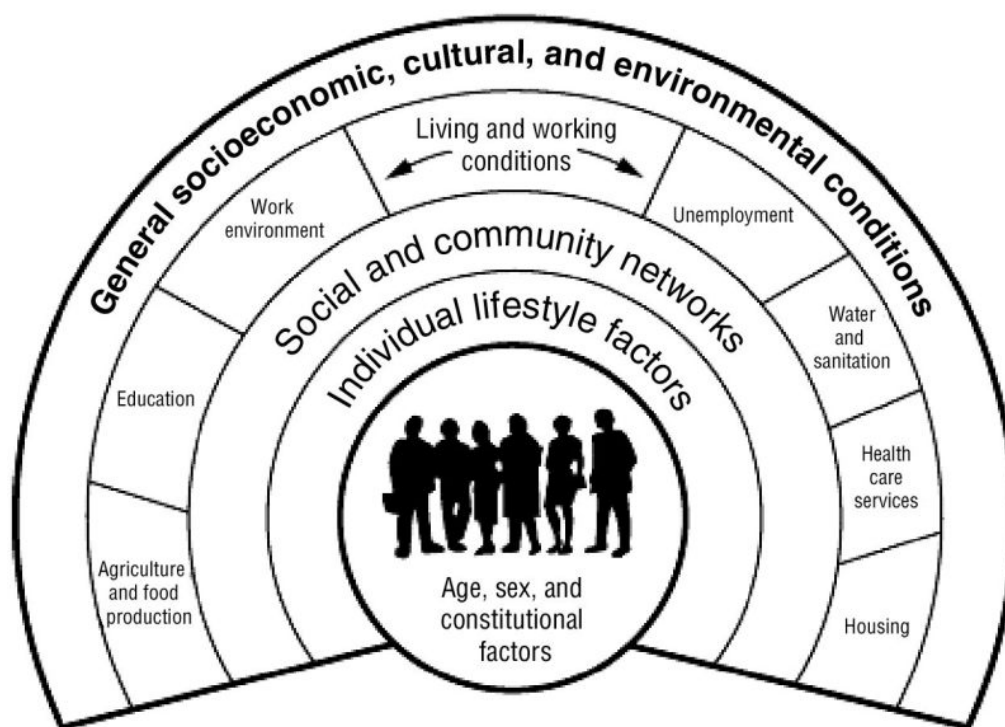 General socioeconomic, cultural, and environmental conditions
Living and working
conditions
Work
environment
Unemployment
Education
Water
and
sanitation
Agriculture
and food
production
Health
care
services
Housing
Social and community networks
Individual lifestyle factors
Age, sex, and
constitutional
factors